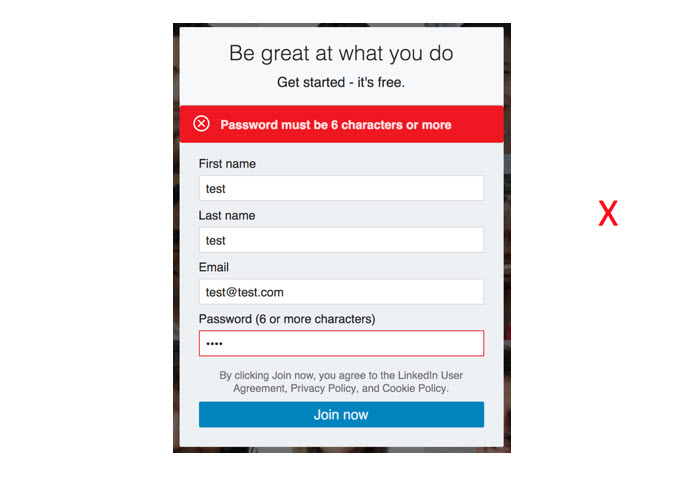 Be great at what you do
Get started - it's free.
Password must be 6 characters or more
First name
test
Last name
test
Email
test@test.com
Password (6 or more characters)
••••
By clicking Join now, you agree to the LinkedIn User
Agreement, Privacy Policy, and Cookie Policy.
Join now
X